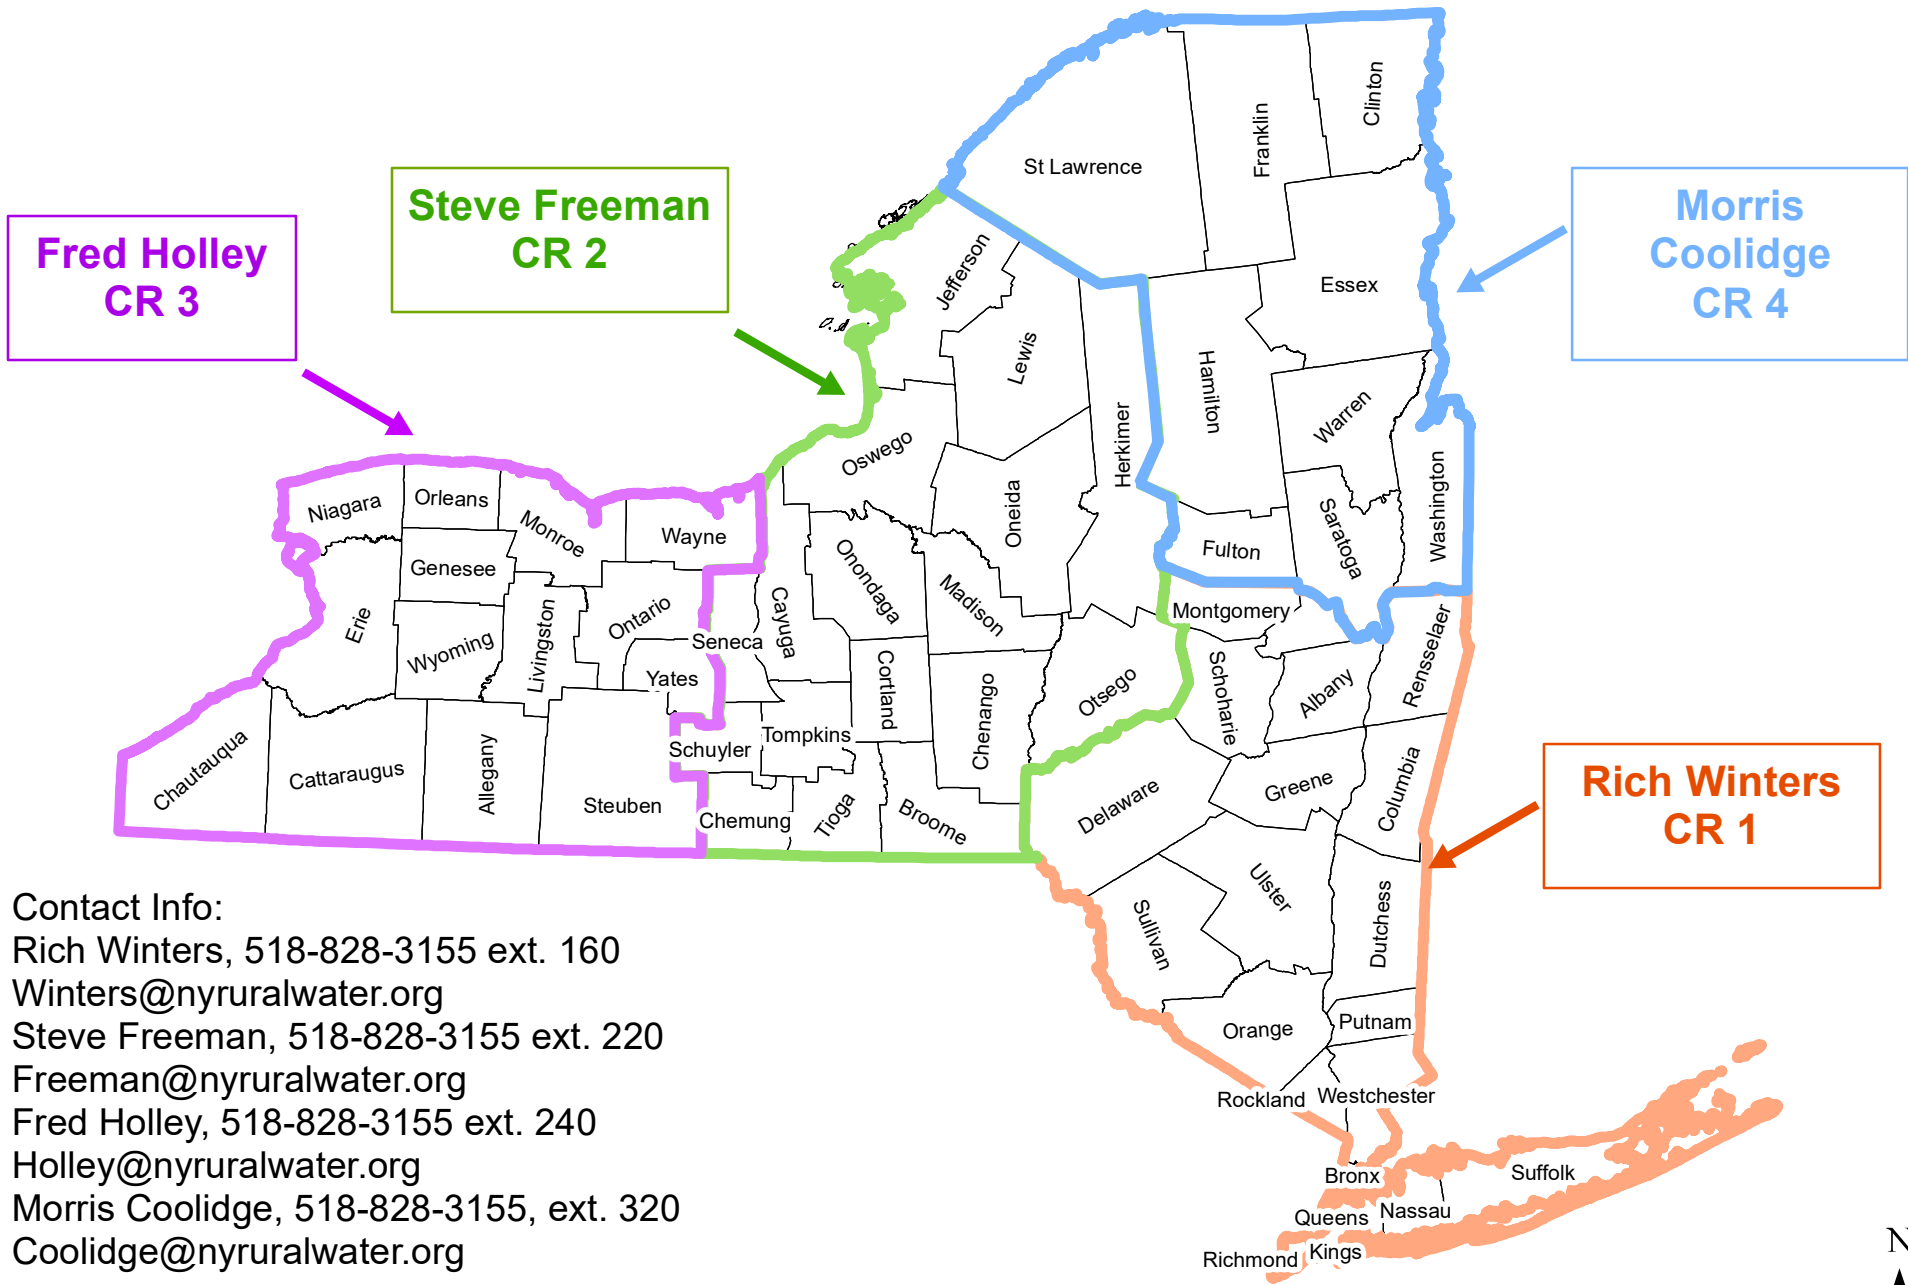 Fred Holley
CR 3
Steve Freeman
CR 2
Morris
Coolidge
CR 4
Rich Winters
CR 1
Clinton
Franklin
St Lawrence
Jefferson
Essex
Lewis
Hamilton
Warren
Herkimer
Oswego
Oneida
Washington
Saratoga
Fulton
Niagara
Orleans
Monroe
Wayne
Genesee
Onondaga
Madison
Cayuga
Montgomery
Erie
Wyoming
Livingston
Ontario
Seneca
Yates
Cortland
Chenango
Otsego
Schoharie
Albany
Rensselaer
Chautauqua
Cattaraugus
Allegany
Steuben
Schuyler
Tompkins
Chemung
Tioga
Broome
Delaware
Greene
Columbia
Ulster
Sullivan
Dutchess
Orange
Putnam
Rockland
Westchester
Bronx
Suffolk
Queens
Nassau
Richmond
Kings
Contact Info:
Rich Winters, 518-828-3155 ext. 160
Winters@nyruralwater.org
Steve Freeman, 518-828-3155 ext. 220
Freeman@nyruralwater.org
Fred Holley, 518-828-3155 ext. 240
Holley@nyruralwater.org
Morris Coolidge, 518-828-3155, ext. 320
Coolidge@nyruralwater.org
N